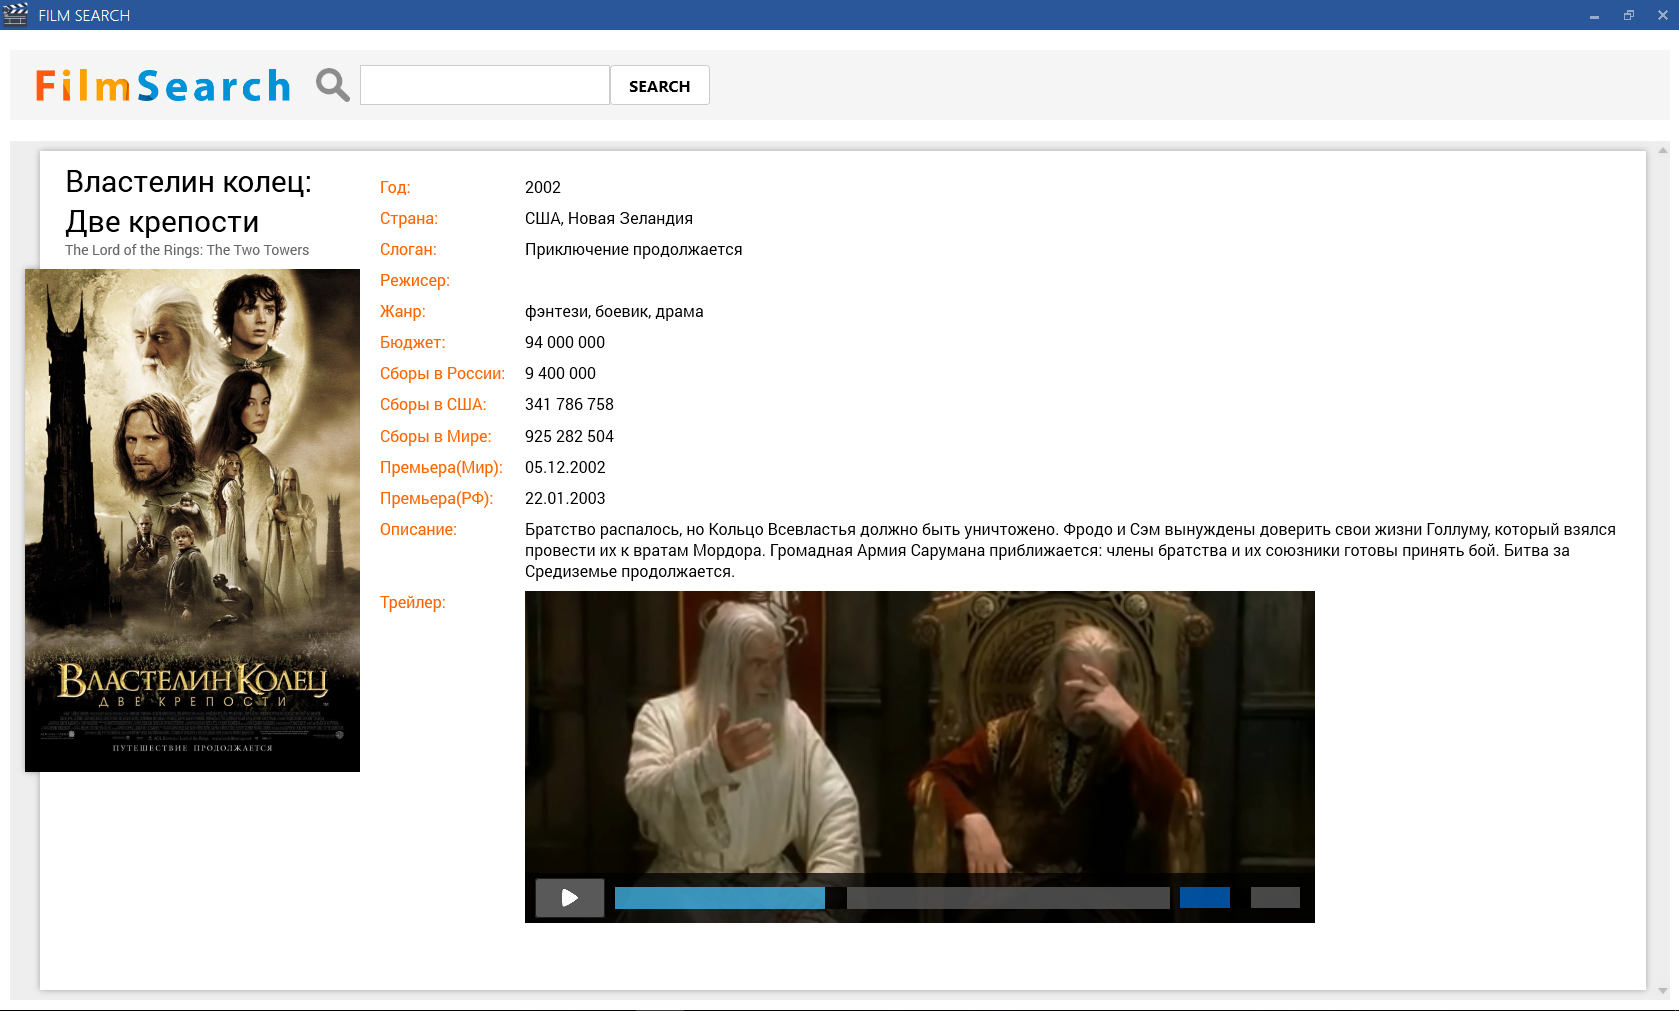 FILM SEARCH
FilmSearch
SEARCH
Властелин колец:
Две крепости
The Lord of the Rings: The Two Towers
Год: 2002
Страна: США, Новая Зеландия
Слоган: Приключение продолжается
Режисер:
Жанр: фэнтези, боевик, драма
Бюджет: 94 000 000
Сборы в России: 9 400 000
Сборы в США: 341 786 758
Сборы в Мире: 925 282 504
Премьера(Мир): 05.12.2002
Премьера(РФ): 22.01.2003
Описание: Братство распалось, но Кольцо Всевластья должно быть уничтожено. Фродо и Сэм вынуждены доверить свои жизни Голлуму, который взялся
провести их к вратам Мордора. Громадная Армия Сарумана приближается: члены братства и их союзники готовы принять бой. Битва за
Средиземье продолжается.
Трейлер:
ВЛАСТЕЛИН КОЛЕЦ
ДВЕ КРЕПОСТИ
ПУТЕШЕСТВИЕ ПРОДОЛЖАЕТСЯ